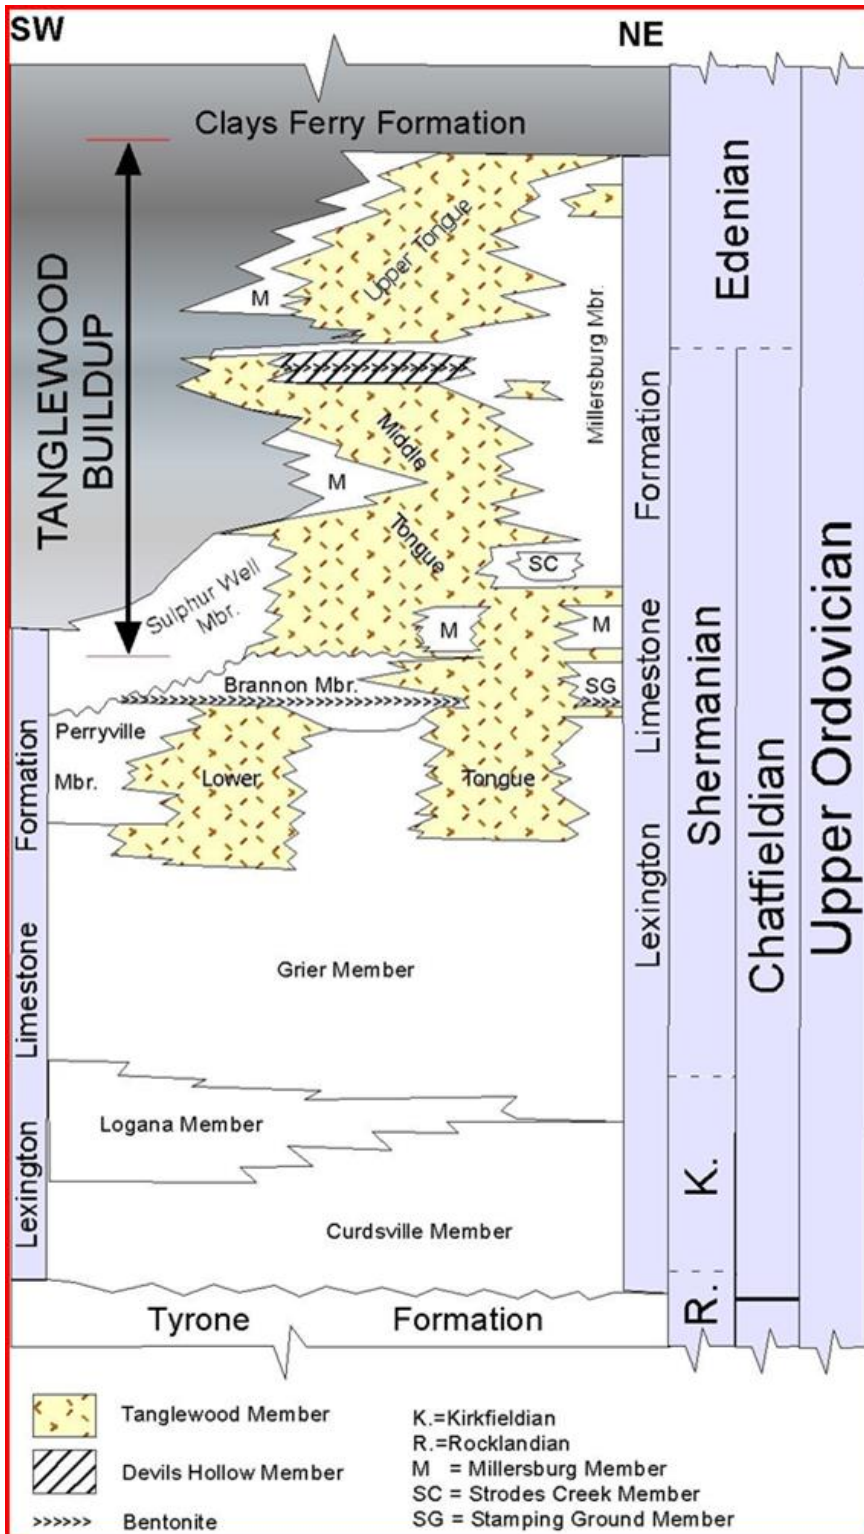 SW
NE
Clays Ferry Formation
Upper Tongue
M
TANGLEWOOD
BUILDUP
Middle
Tongue
M
Millersburg Mbr.
SC
Sulphur Well
Mbr.
M
M
Brannon Mbr.
SG
Perryville
Mbr.
Lower
Tongue
Grier Member
Logana Member
Curdsville Member
Tyrone Formation
Lexington Limestone Formation
Lexington Limestone Formation
Edenian
Shermanian
K.
R.
Chatfieldian
Upper Ordovician
Tanglewood Member
Devils Hollow Member
Bentonite
K.=Kirkfieldian
R.=Rocklandian
M = Millersburg Member
SC = Strodes Creek Member
SG = Stamping Ground Member